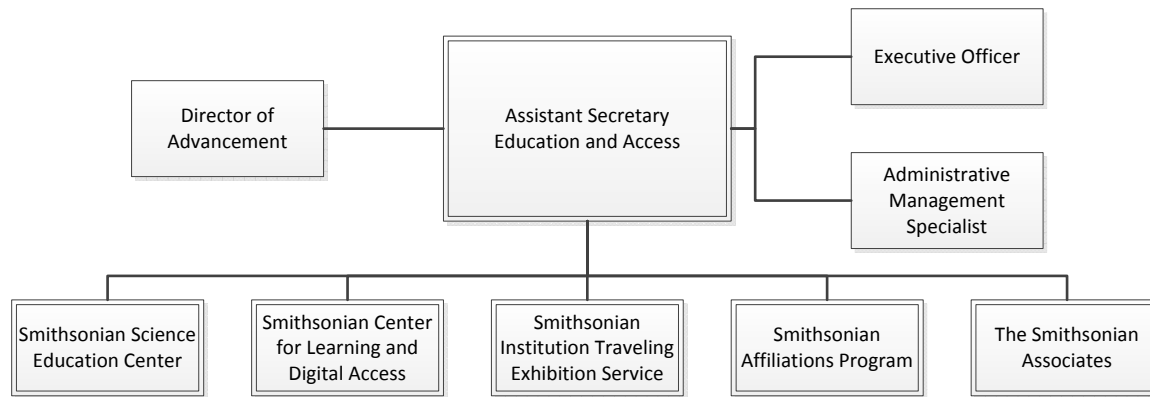 Executive Officer
Director of
Advancement
Assistant Secretary
Education and Access
Administrative
Management
Specialist
Smithsonian Science
Education Center
Smithsonian Center
for Learning and
Digital Access
Smithsonian
Institution Traveling
Exhibition Service
Smithsonian
Affiliations Program
The Smithsonian
Associates